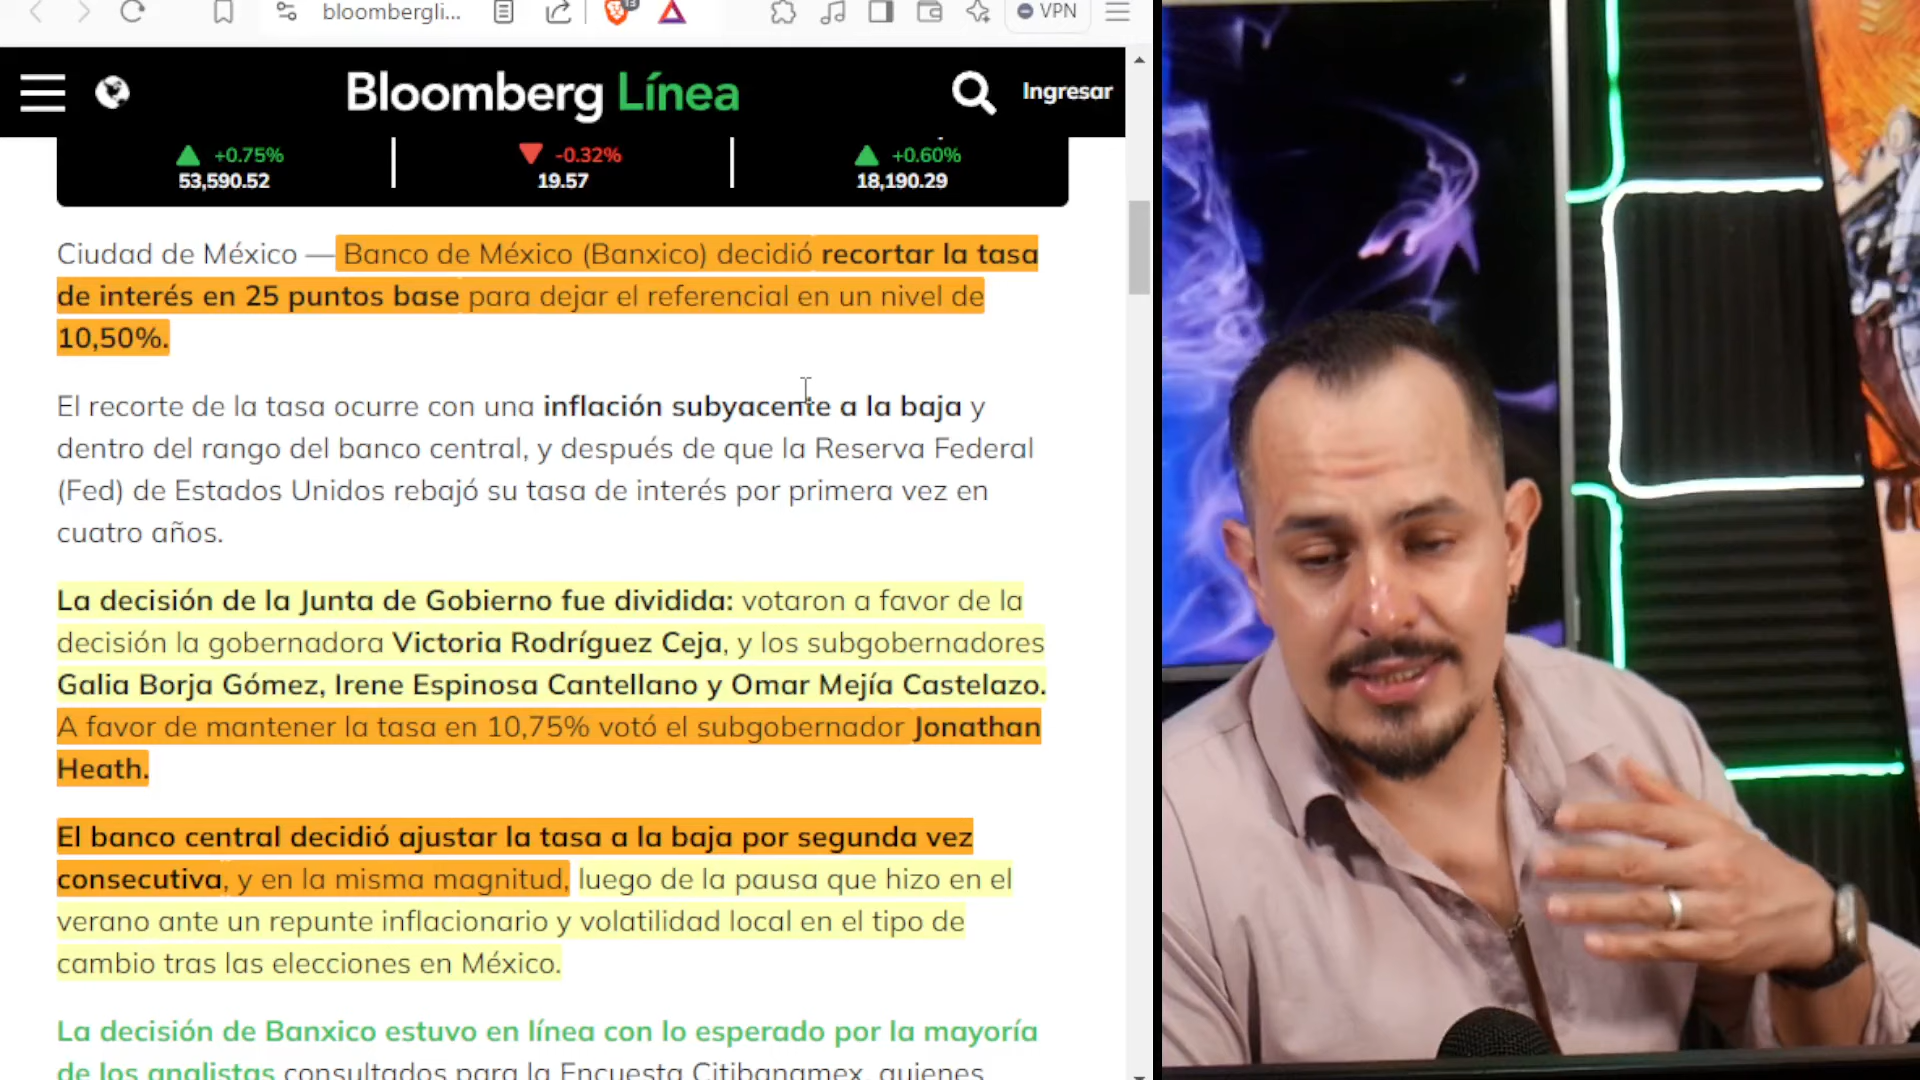 bloombergli...
13
VPN
Bloomberg Línea
Ingresar
+0.75%
-0.32%
+0.60%
53,590.52
19.57
18,190.29
Ciudad de México — Banco de México (Banxico) decidió recortar la tasa
de interés en 25 puntos base para dejar el referencial en un nivel de
10,50%.
El recorte de la tasa ocurre con una inflación subyacente a la baja y
dentro del rango del banco central, y después de que la Reserva Federal
(Fed) de Estados Unidos rebajó su tasa de interés por primera vez en
cuatro años.
La decisión de la Junta de Gobierno fue dividida: votaron a favor de la
decisión la gobernadora Victoria Rodríguez Ceja, y los subgobernadores
Galia Borja Gómez, Irene Espinosa Cantellano y Omar Mejía Castelazo.
A favor de mantener la tasa en 10,75% votó el subgobernador Jonathan
Heath.
El banco central decidió ajustar la tasa a la baja por segunda vez
consecutiva, y en la misma magnitud, luego de la pausa que hizo en el
verano ante un repunte inflacionario y volatilidad local en el tipo de
cambio tras las elecciones en México.
La decisión de Banxico estuvo en línea con lo esperado por la mayoría
de los analistas consultados para la Encuesta Citibanamex, quienes